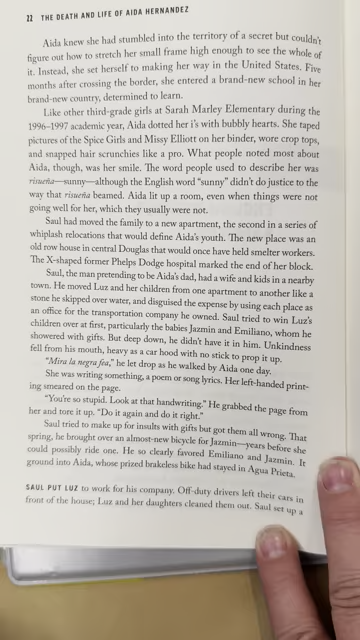 22 THE DEATH AND LIFE OF AIDA HERNANDEZ
Aida knew she had stumbled into the territory of a secret but couldn't
figure out how to stretch her small frame high enough to see the whole of
it. Instead, she set herself to making her way in the United States. Five
months after crossing the border, she entered a brand-new school in her
brand-new country, determined to learn.
Like other third-grade girls at Sarah Marley Elementary during the
1996–1997 academic year, Aida dotted her i's with bubbly hearts. She taped
pictures of the Spice Girls and Missy Elliott on her binder, wore crop tops,
and snapped hair scrunchies like a pro. What people noted most about
Aida, though, was her smile. The word people used to describe her was
risueña—sunny—although the English word "sunny" didn't do justice to the
way that risueña beamed. Aida lit up a room, even when things were not
going well for her, which they usually were not.
Saul had moved the family to a new apartment, the second in a series of
whiplash relocations that would define Aida's youth. The new place was an
old row house in central Douglas that would once have held smelter workers.
The X-shaped former Phelps Dodge hospital marked the end of her block.
Saul, the man pretending to be Aida's dad, had a wife and kids in a nearby
town. He moved Luz and her children from one apartment to another like a
stone he skipped over water, and disguised the expense by using each place as
an office for the transportation company he owned. Saul tried to win Luz's
children over at first, particularly the babies Jazmin and Emiliano, whom he
showered with gifts. But deep down, he didn't have it in him. Unkindness
fell from his mouth, heavy as a car hood with no stick to prop it up.
"Mira la negra fea," he let drop as he walked by Aida one day.
She was writing something, a poem or song lyrics. Her left-handed print-
ing smeared on the page.
"You're so stupid. Look at that handwriting." He grabbed the page from
her and tore it up. "Do it again and do it right."
Saul tried to make up for insults with gifts but got them all wrong. That
spring, he brought over an almost-new bicycle for Jazmin—years before she
could possibly ride one. He so clearly favored Emiliano and Jazmin. It
ground into Aida, whose prized brakeless bike had stayed in Agua Prieta.
SAUL PUT LUZ to work for his company. Off-duty drivers left their cars in
front of the house; Luz and her daughters cleaned them out. Saul set up a